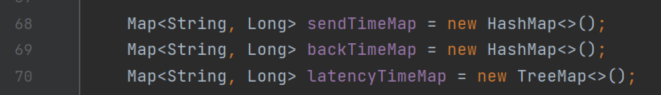 68 Map<String, Long> sendTimeMap = new HashMap<>();
69 Map<String, Long> backTimeMap = new HashMap<>();
70 Map<String, Long> latencyTimeMap = new TreeMap<>();